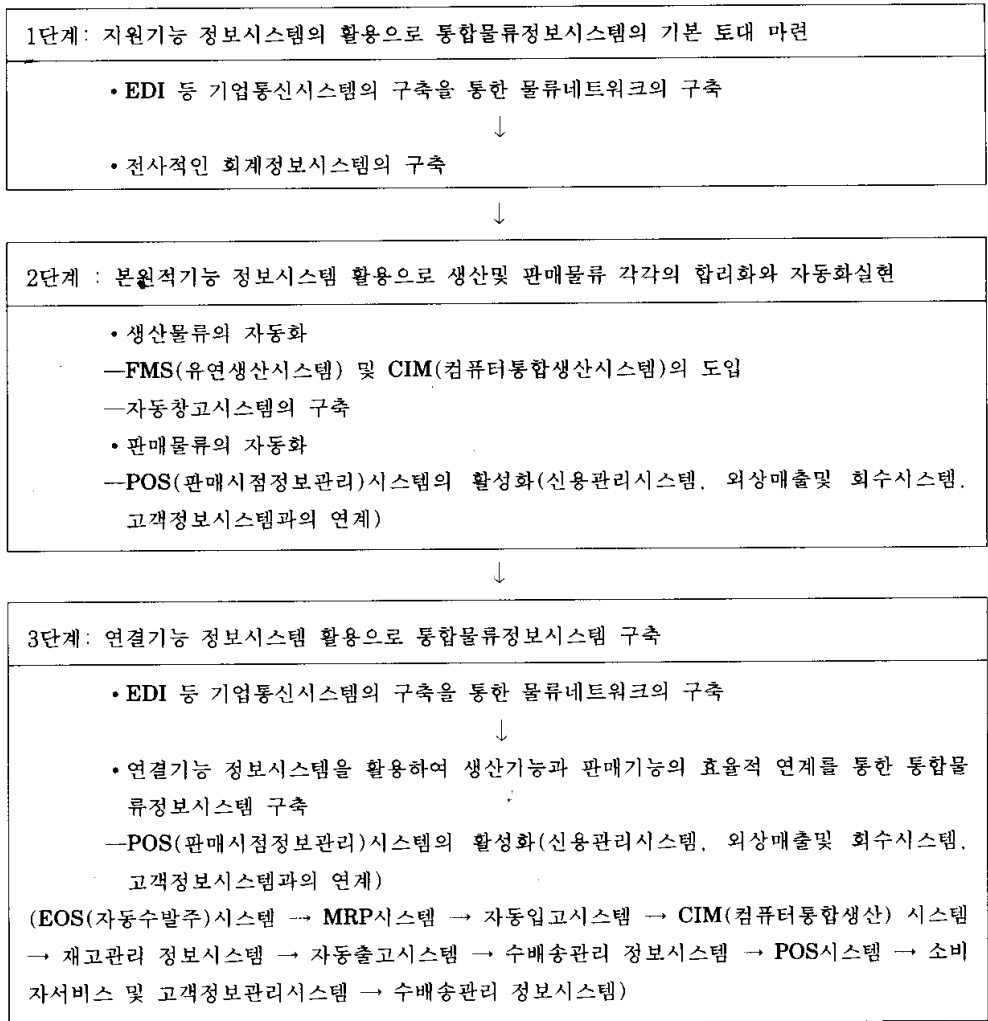 1단계: 지원기능 정보시스템의 활용으로 통합물류정보시스템의 기본 토대 마련
• EDI 등 기업통신시스템의 구축을 통한 물류네트워크의 구축
↓
• 전사적인 회계정보시스템의 구축
↓
2단계 : 본원적기능 정보시스템 활용으로 생산및 판매물류 각각의 합리화와 자동화실현
• 생산물류의 자동화
—FMS(유연생산시스템) 및 CIM(컴퓨터통합생산시스템)의 도입
—자동창고시스템의 구축
• 판매물류의 자동화
—POS(판매시점정보관리)시스템의 활성화(신용관리시스템, 외상매출및 회수시스템,
고객정보시스템과의 연계)
↓
3단계: 연결기능 정보시스템 활용으로 통합물류정보시스템 구축
• EDI 등 기업통신시스템의 구축을 통한 물류네트워크의 구축
↓
• 연결기능 정보시스템을 활용하여 생산기능과 판매기능의 효율적 연계를 통한 통합물
류정보시스템 구축
—POS(판매시점정보관리)시스템의 활성화(신용관리시스템, 외상매출및 회수시스템,
고객정보시스템과의 연계)
(EOS(자동수발주)시스템 → MRP시스템 → 자동입고시스템 → CIM(컴퓨터통합생산) 시스템
→ 재고관리 정보시스템 → 자동출고시스템 → 수배송관리 정보시스템 → POS시스템 → 소비
자서비스 및 고객정보관리시스템 → 수배송관리 정보시스템)